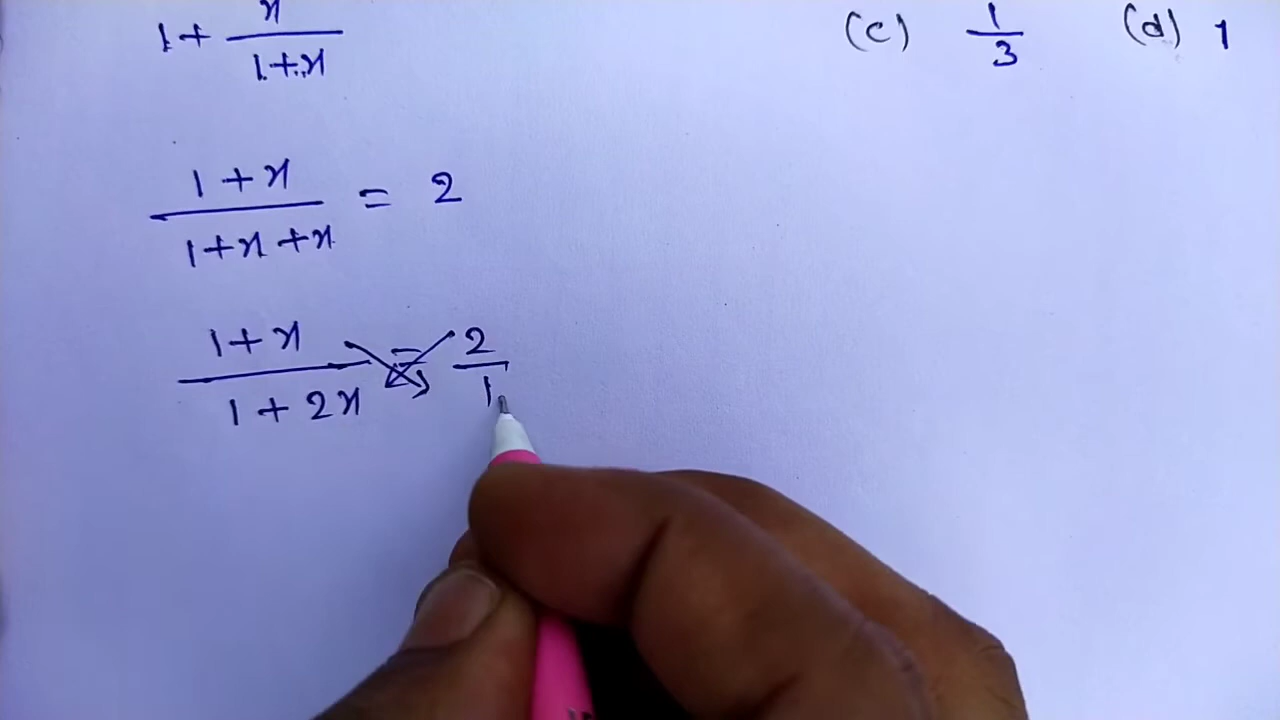 1 + x / 1+x (c) 1/3 (d) 1
1+x / 1+x+x = 2
1+x / 1+2x = 2/1